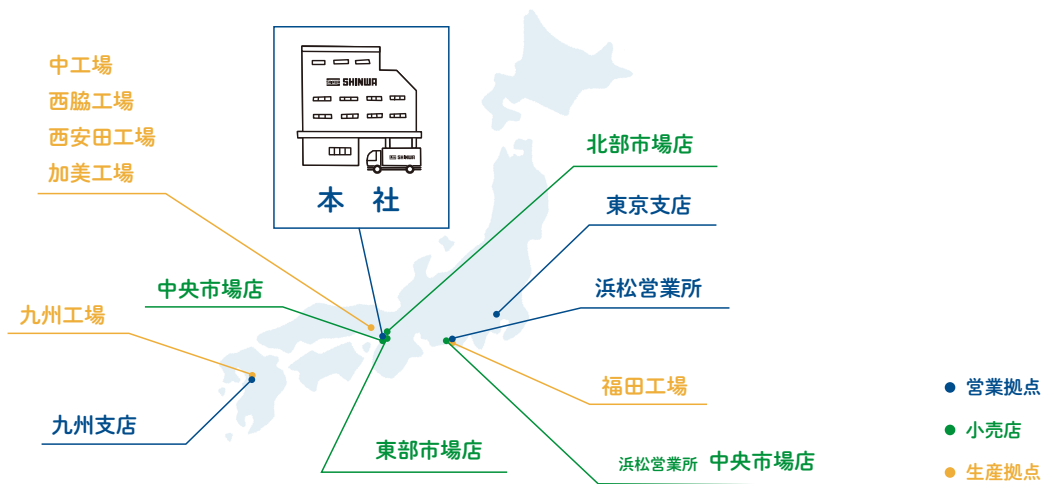 中工場
西脇工場
西安田工場
加美工場
SHINWA
SHINWA
本 社
北部市場店
東京支店
中央市場店
浜松営業所
九州工場
福田工場
営業拠点
九州支店
小売店
東部市場店
浜松営業所 中央市場店
生産拠点